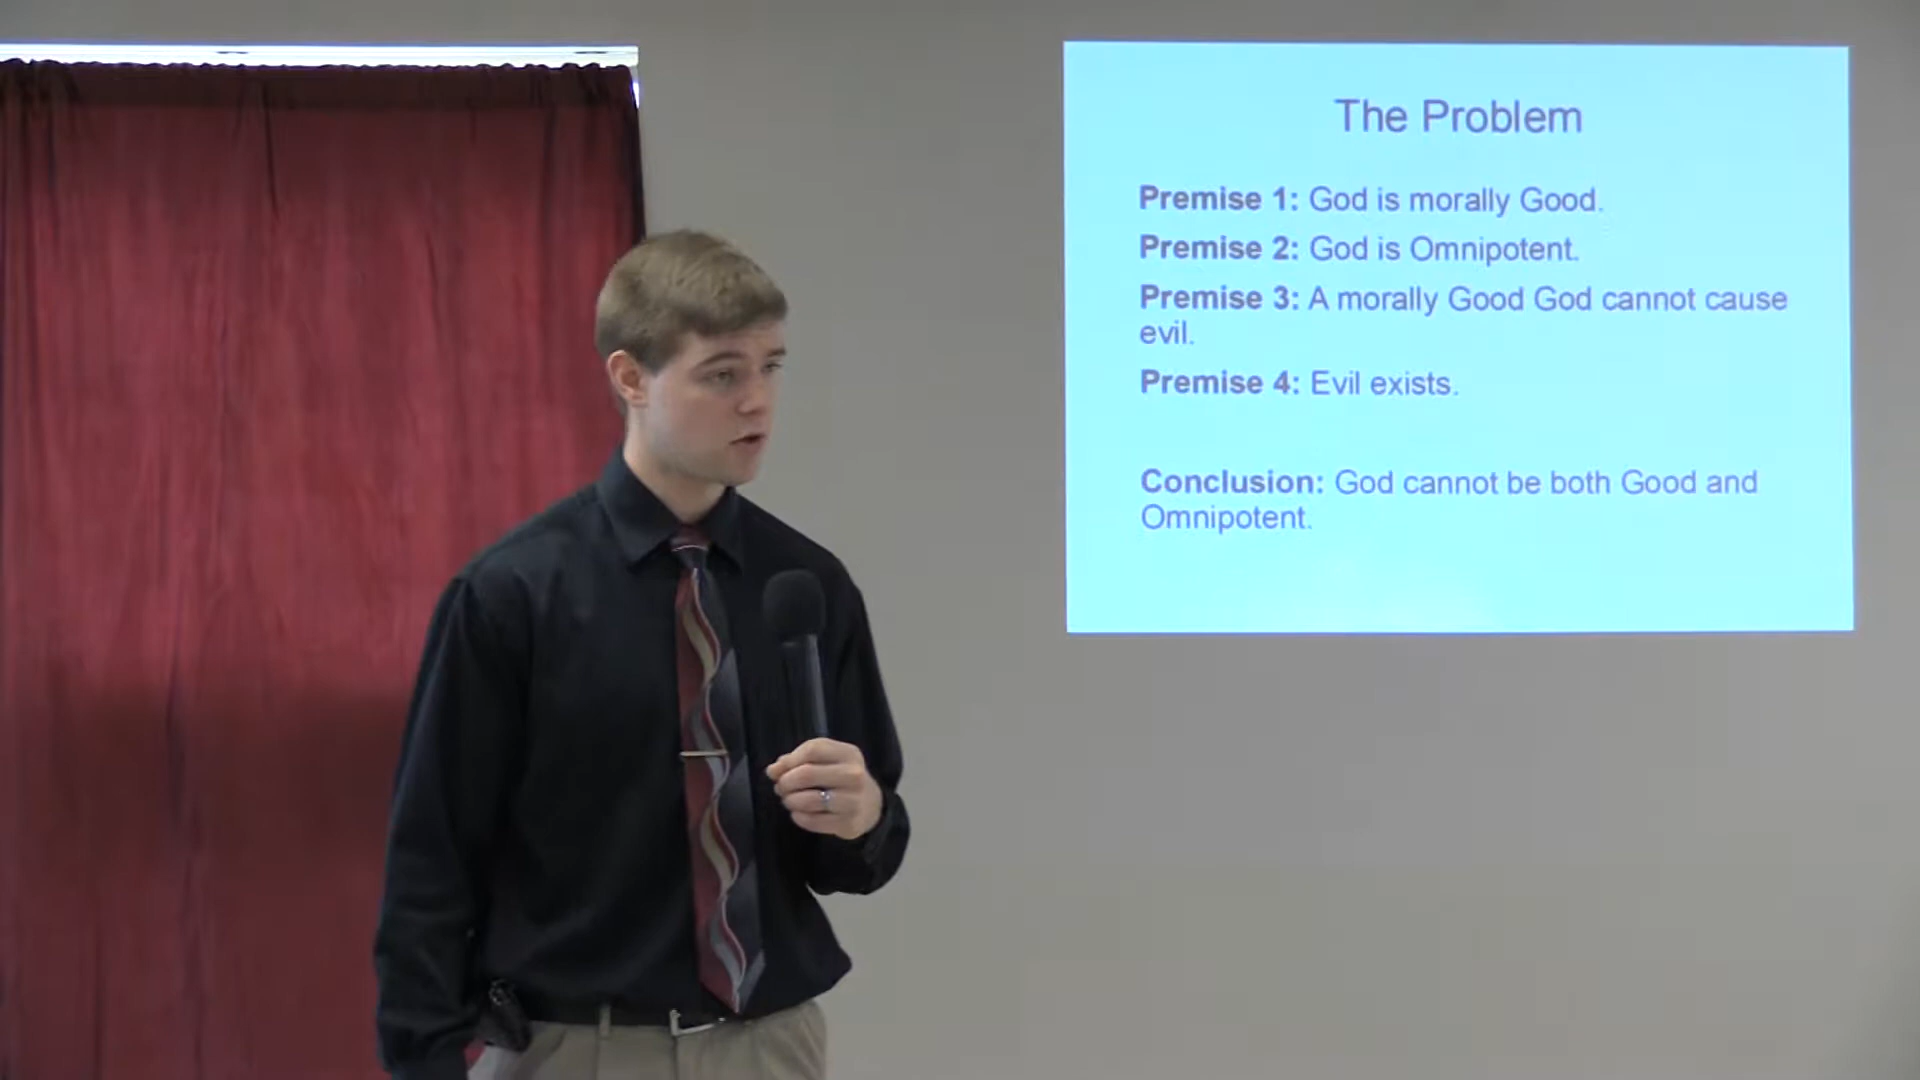 The Problem
Premise 1: God is morally Good.
Premise 2: God is Omnipotent.
Premise 3: A morally Good God cannot cause
evil.
Premise 4: Evil exists.
Conclusion: God cannot be both Good and
Omnipotent.